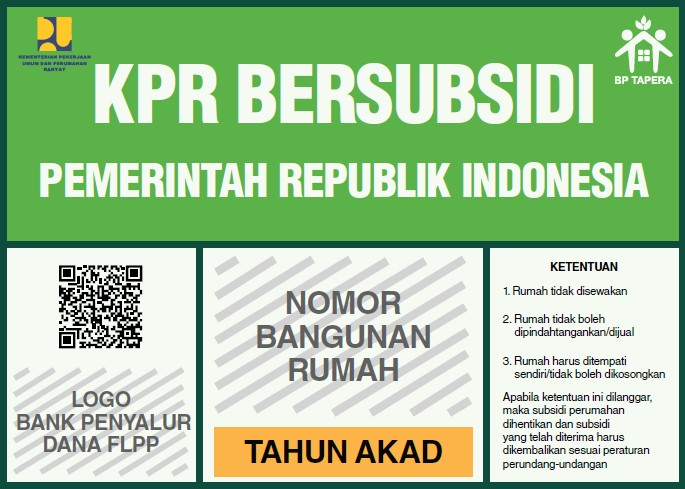 KEMENTERIAN PEKERJAAN
UMUM DAN PERUMAHAN
RAKYAT
BP TAPERA
KPR BERSUBSIDI
PEMERINTAH REPUBLIK INDONESIA
LOGO
BANK PENYALUR
DANA FLPP
NOMOR
BANGUNAN
RUMAH
TAHUN AKAD
KETENTUAN
1. Rumah tidak disewakan
2. Rumah tidak boleh
dipindahtangankan/dijual
3. Rumah harus ditempati
sendiri/tidak boleh dikosongkan
Apabila ketentuan ini dilanggar,
maka subsidi perumahan
dihentikan dan subsidi
yang telah diterima harus
dikembalikan sesuai peraturan
perundang-undangan